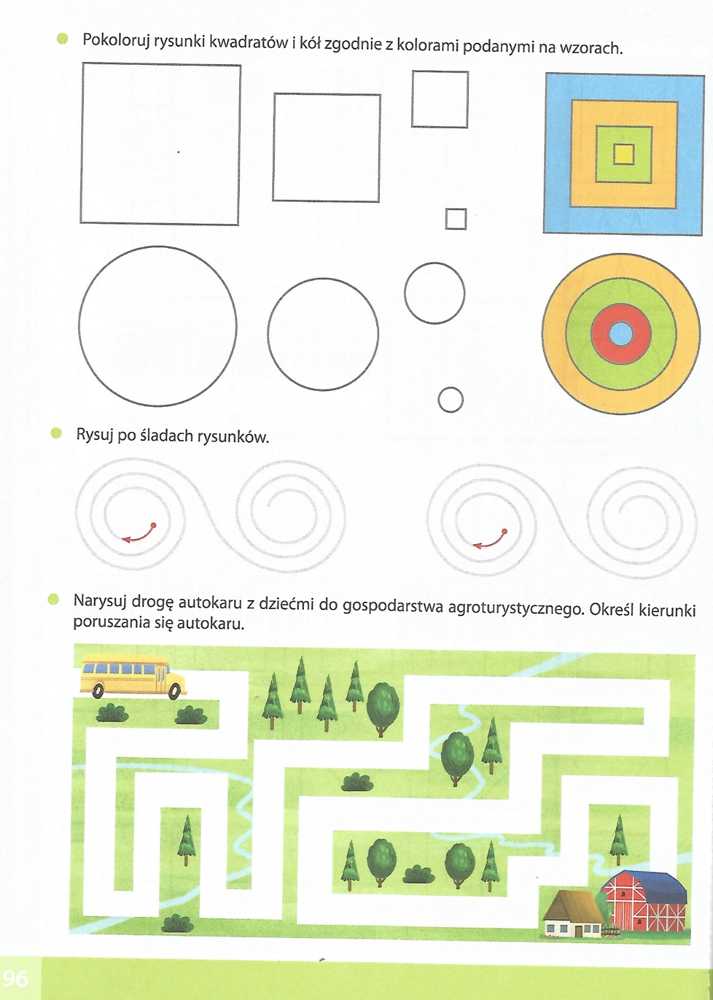 Pokoloruj rysunki kwadratów i kół zgodnie z kolorami podanymi na wzorach.
Rysuj po śladach rysunków.
Narysuj drogę autokaru z dziećmi do gospodarstwa agroturystycznego. Określ kierunki
poruszania się autokaru.
96